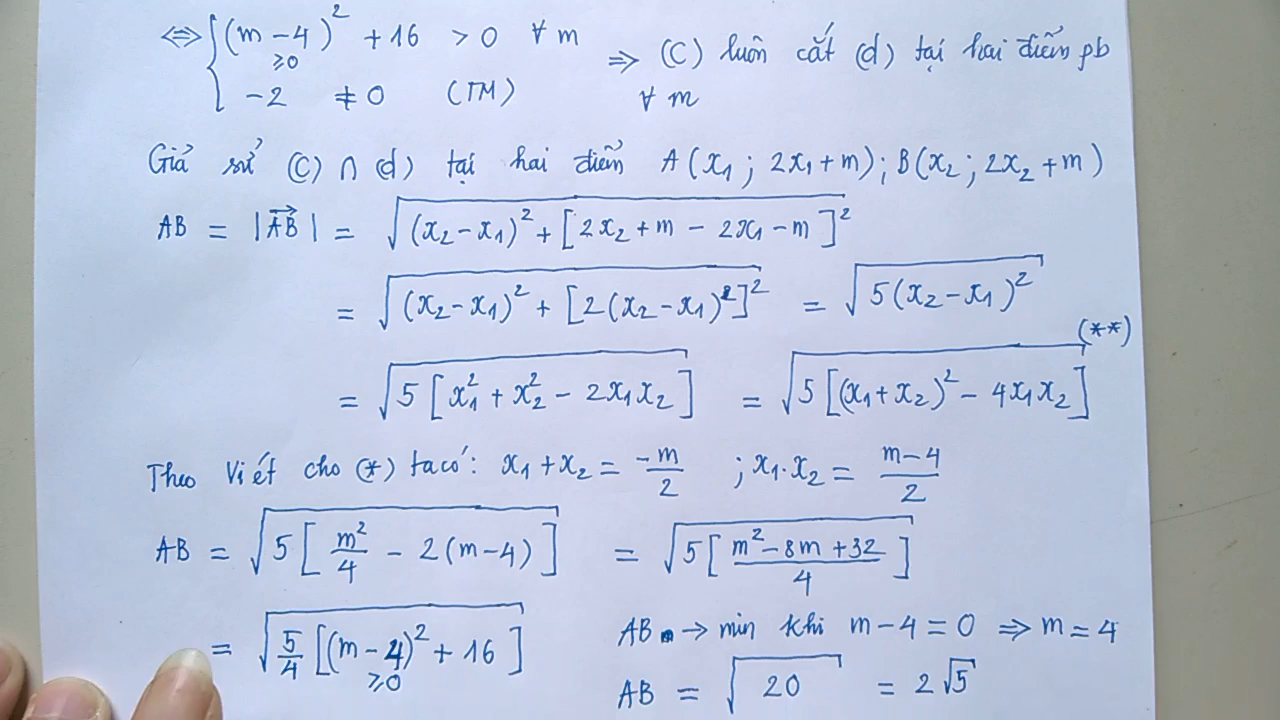 ⇔ { (m - 4)² + 16 > 0 ∀ m
≥0
-2 ≠ 0 (TM)
⇒ (C) luôn cắt (d) tại hai điểm pb
∀ m
Giả sử (C) ∩ (d) tại hai điểm A(x₁; 2x₁+m); B(x₂; 2x₂+m)
AB = |AB⃗| = √((x₂-x₁)² + [2x₂+m - 2x₁-m]²)
= √((x₂-x₁)² + [2(x₂-x₁)]²) = √(5(x₂-x₁)²)
(**)
= √(5[x₁² + x₂² - 2x₁x₂]) = √(5[(x₁+x₂)² - 4x₁x₂])
Theo Viét cho (*) ta có: x₁+x₂ = -m/2 ; x₁.x₂ = (m-4)/2
AB = √(5[m²/4 - 2(m-4)]) = √(5[(m²-8m+32)/4])
= √(5/4[(m-4)² + 16])
≥0
AB → min khi m-4=0 ⇒ m=4
AB = √20 = 2√5